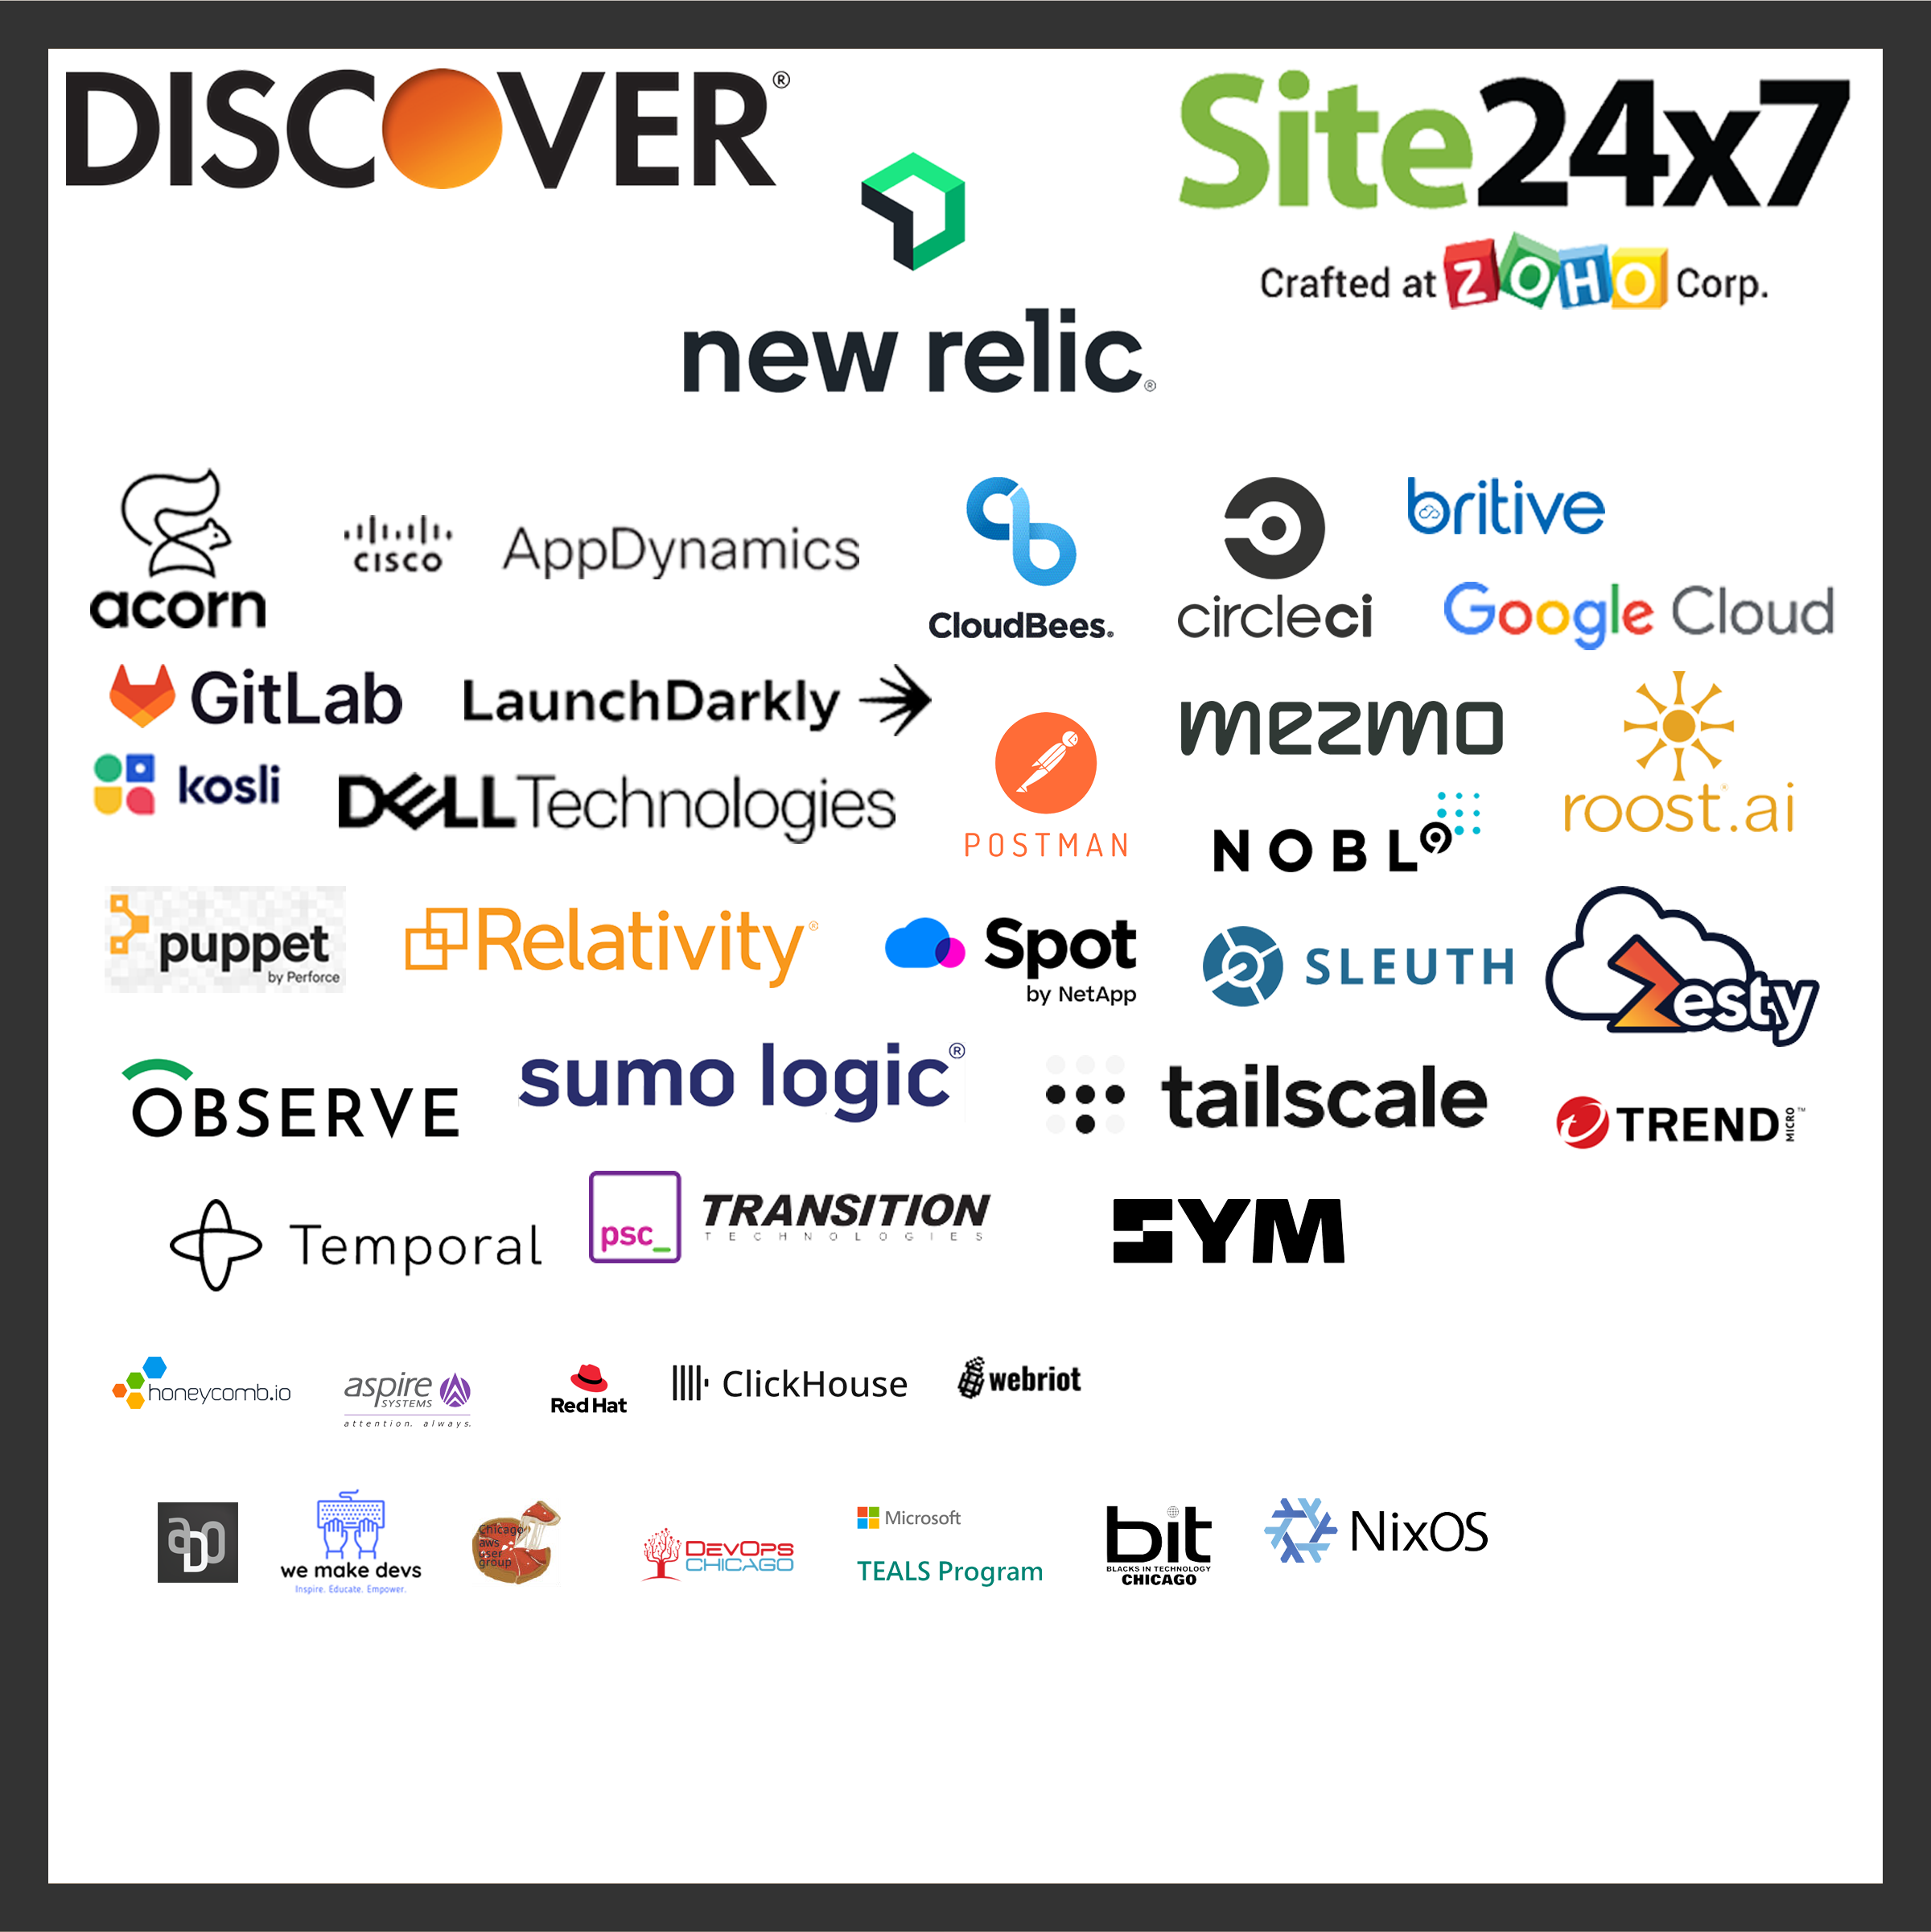 DISCOVER®
Site24x7
Crafted at ZOHO Corp.
new relic®
acorn
CISCO AppDynamics
CloudBees®
circleci
britive
Google Cloud
GitLab
LaunchDarkly
mezmo
roost.ai
kosli
DELL Technologies
POSTMAN
NOBL9
puppet
by Perforce
Relativity®
Spot
by NetApp
SLEUTH
Zesty
OBSERVE
sumo logic®
tailscale
TREND MICRO™
Temporal
psc_
TRANSITION
TECHNOLOGIES
SYM
honeycomb.io
aspire
SYSTEMS
attention. always.
Red Hat
ClickHouse
webriot
aDO
we make devs
Inspire. Educate. Empower.
Chicago
aws
user
group
DEVOPS
CHICAGO
Microsoft
TEALS Program
bit
BLACKS IN TECHNOLOGY
CHICAGO
NixOS